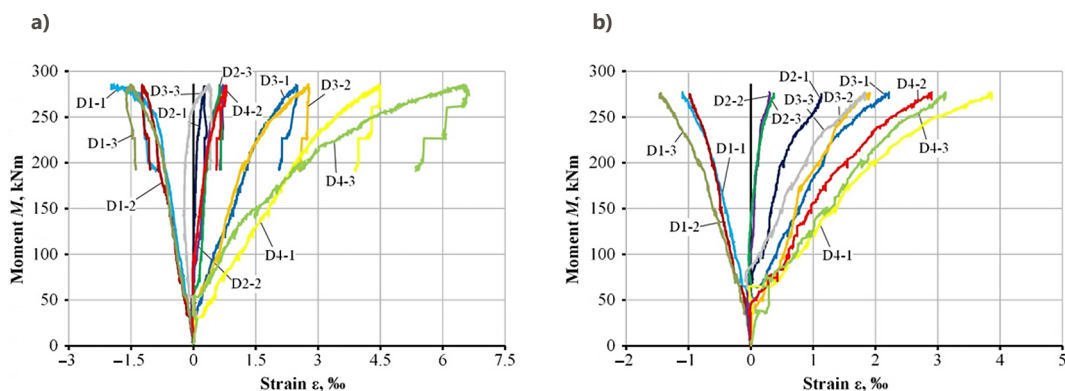 a)
300
250
200
150
100
50
0
Moment M, kNm
D1-1
D1-3
D1-2
D3-3
D2-1
D2-3
D4-2
D3-1
D3-2
D4-3
D4-1
D2-2
−3 −1.5 0 1.5 3 4.5 6 7.5
Strain ε, ‰
b)
300
250
200
150
100
50
0
Moment M, kNm
D1-3
D1-1
D1-2
D2-2
D2-1
D2-3
D3-3
D3-2
D3-1
D4-2
D4-3
D4-1
−2 −1 0 1 2 3 4 5
Strain ε, ‰